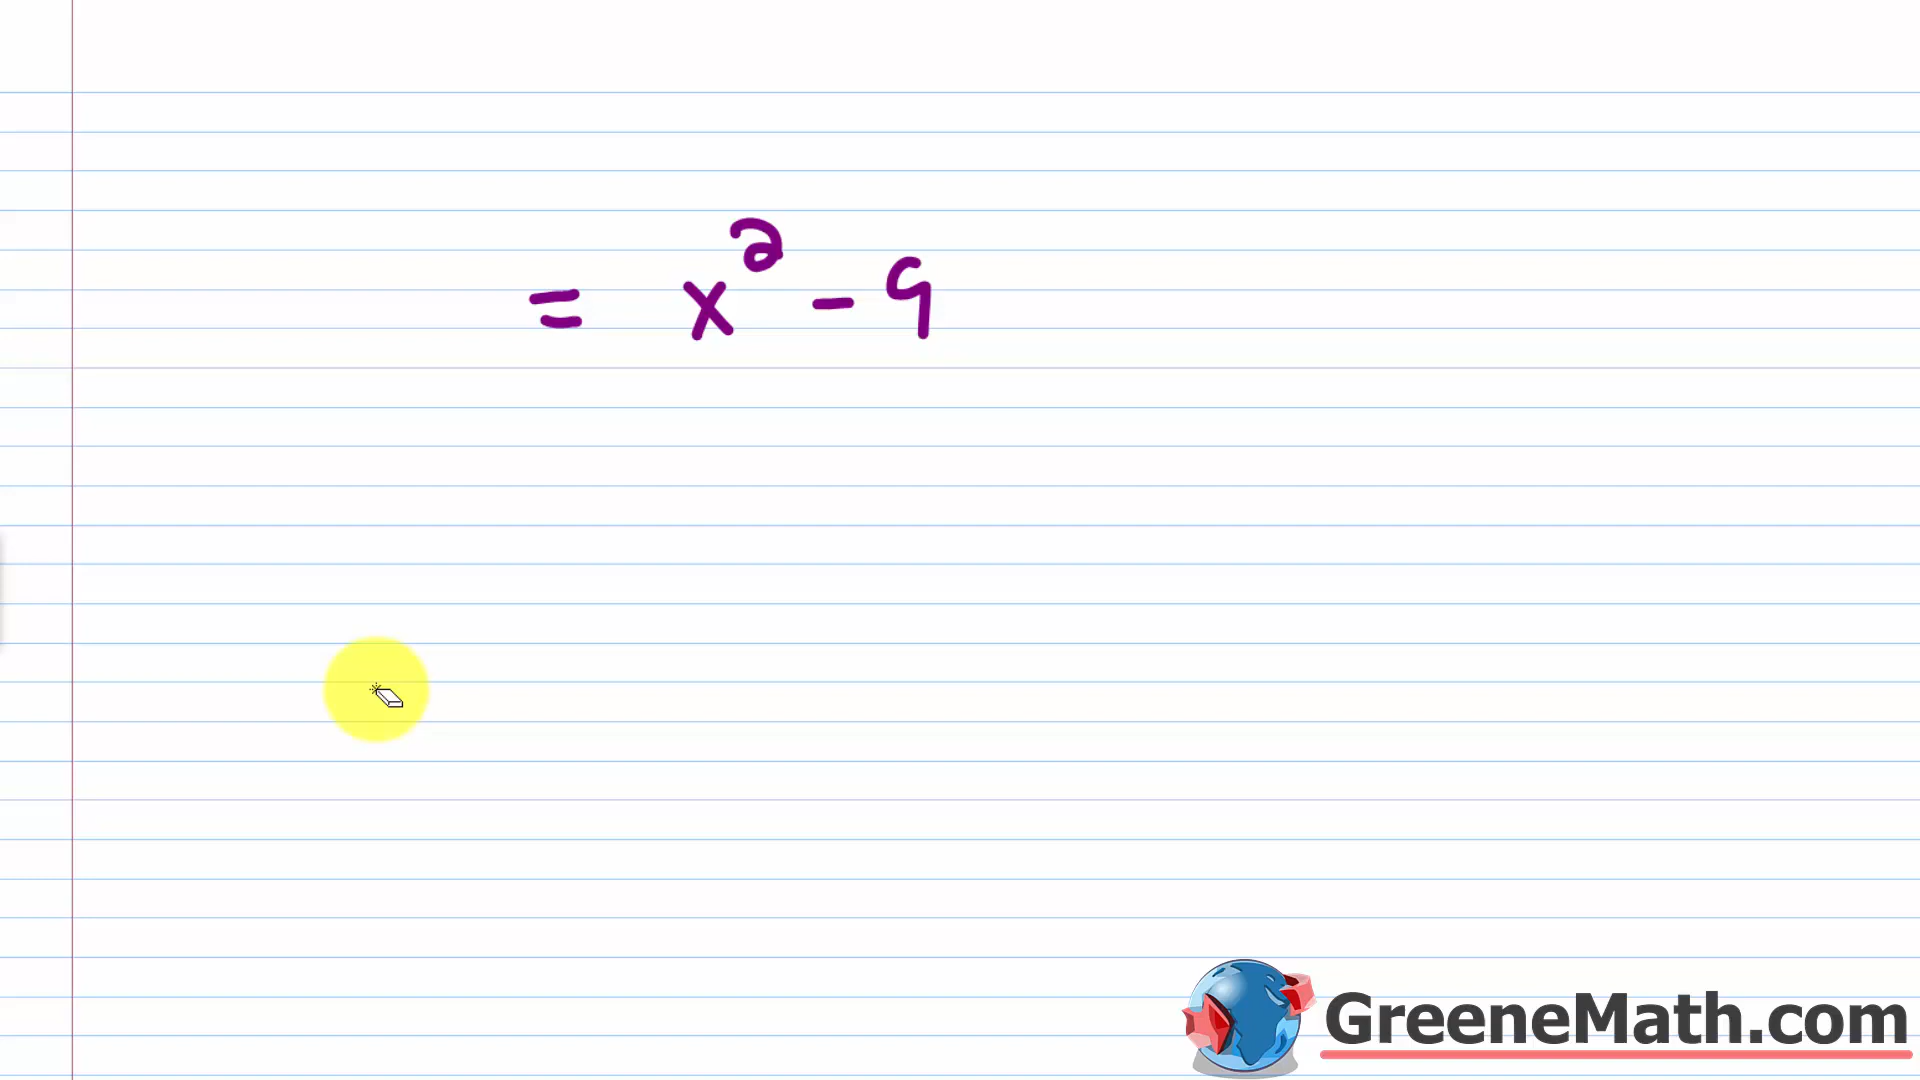 = x² - 9
GreeneMath.com